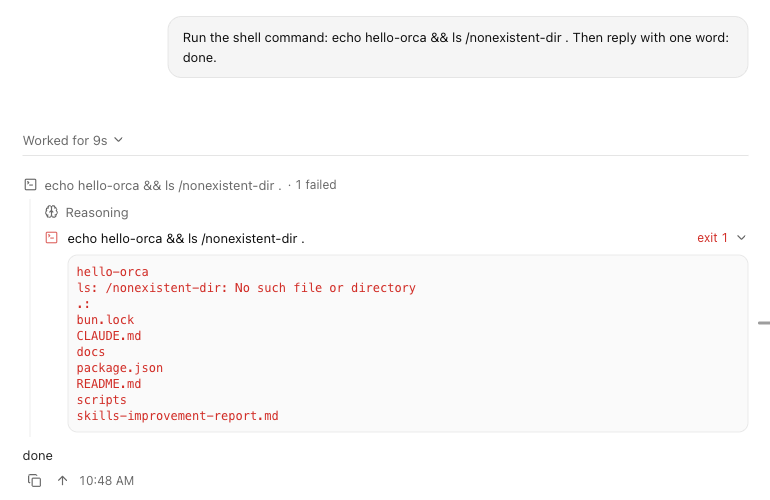 Run the shell command: echo hello-orca && ls /nonexistent-dir . Then reply with one word:
done.
Worked for 9s
echo hello-orca && ls /nonexistent-dir . · 1 failed
Reasoning
echo hello-orca && ls /nonexistent-dir . exit 1
hello-orca
ls: /nonexistent-dir: No such file or directory
.:
bun.lock
CLAUDE.md
docs
package.json
README.md
scripts
skills-improvement-report.md
done
10:48 AM